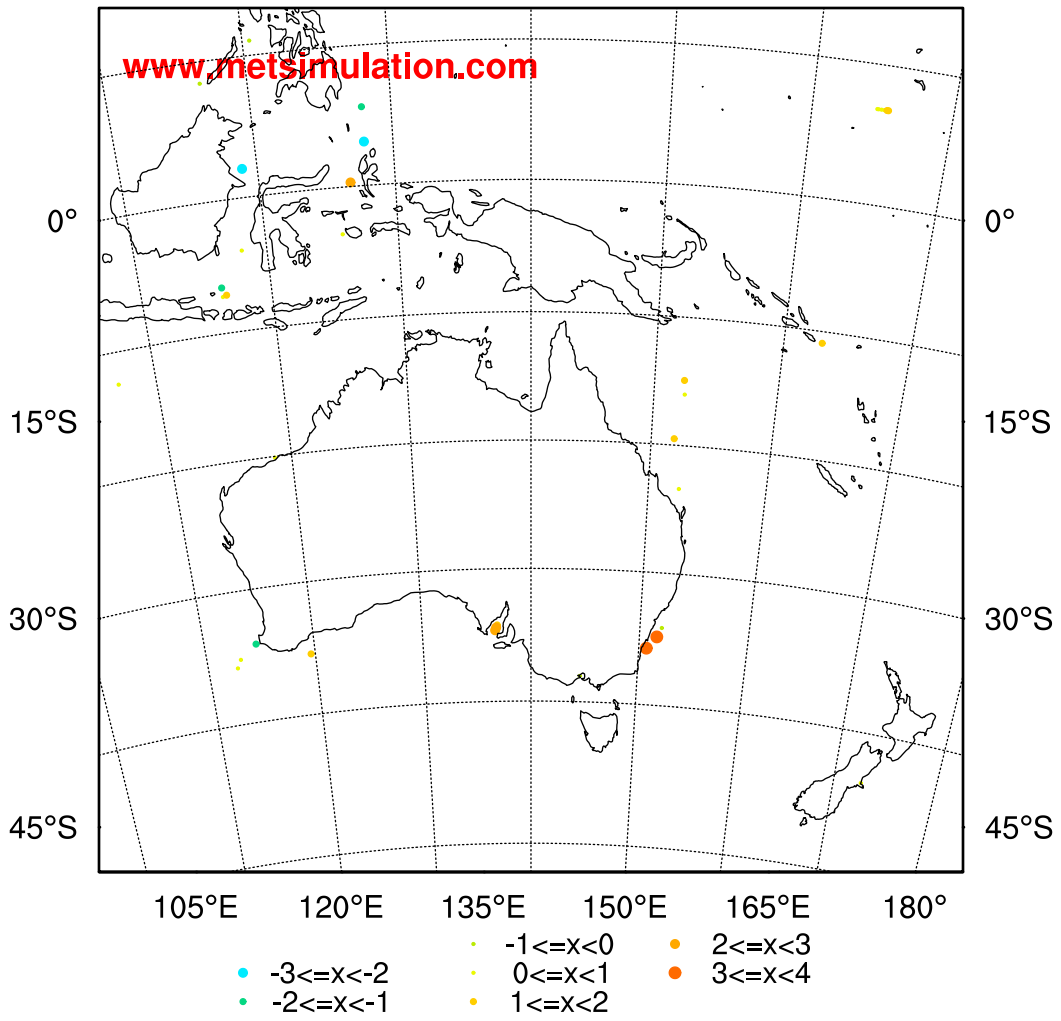 www.metsimulation.com
0° 0°
15°S 15°S
30°S 30°S
45°S 45°S
105°E 120°E 135°E 150°E 165°E 180°
-1<=x<0 2<=x<3
-3<=x<-2 0<=x<1 3<=x<4
-2<=x<-1 1<=x<2